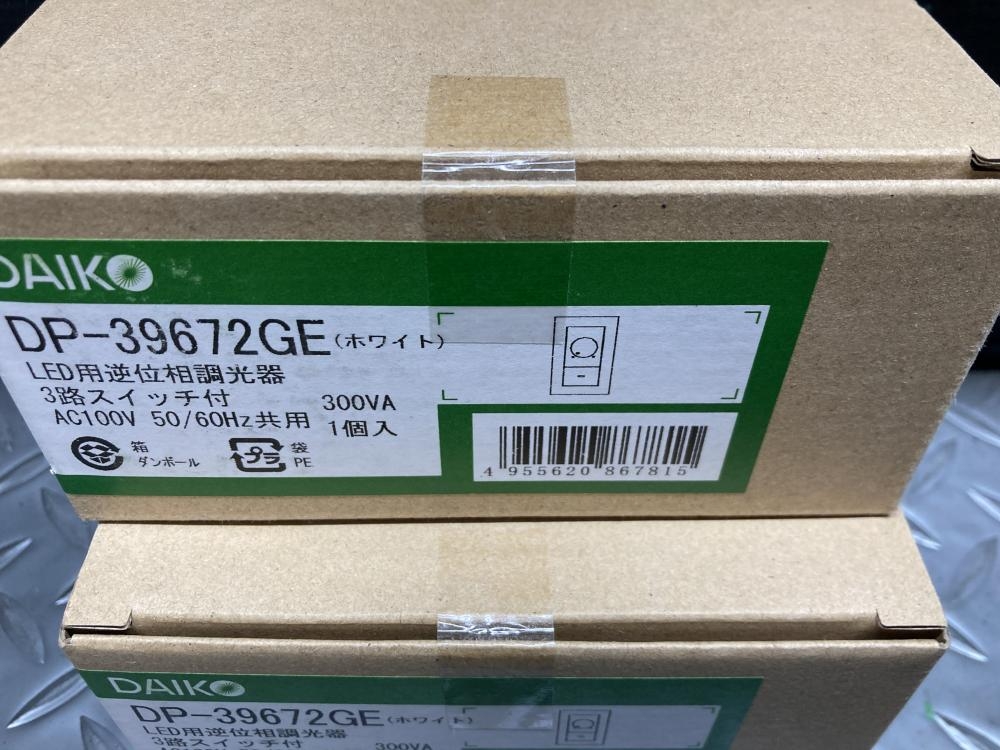 DAIKO
DP-39672GE(ホワイト)
LED用逆位相調光器
3路スイッチ付 300VA
AC100V 50/60Hz共用 1個入
箱
ダンボール
プラ
袋
PE
4 955620 867815
DAIKO
DP-39672GE(ホワイト)
LED用逆位相調光器
3路スイッチ付 300VA